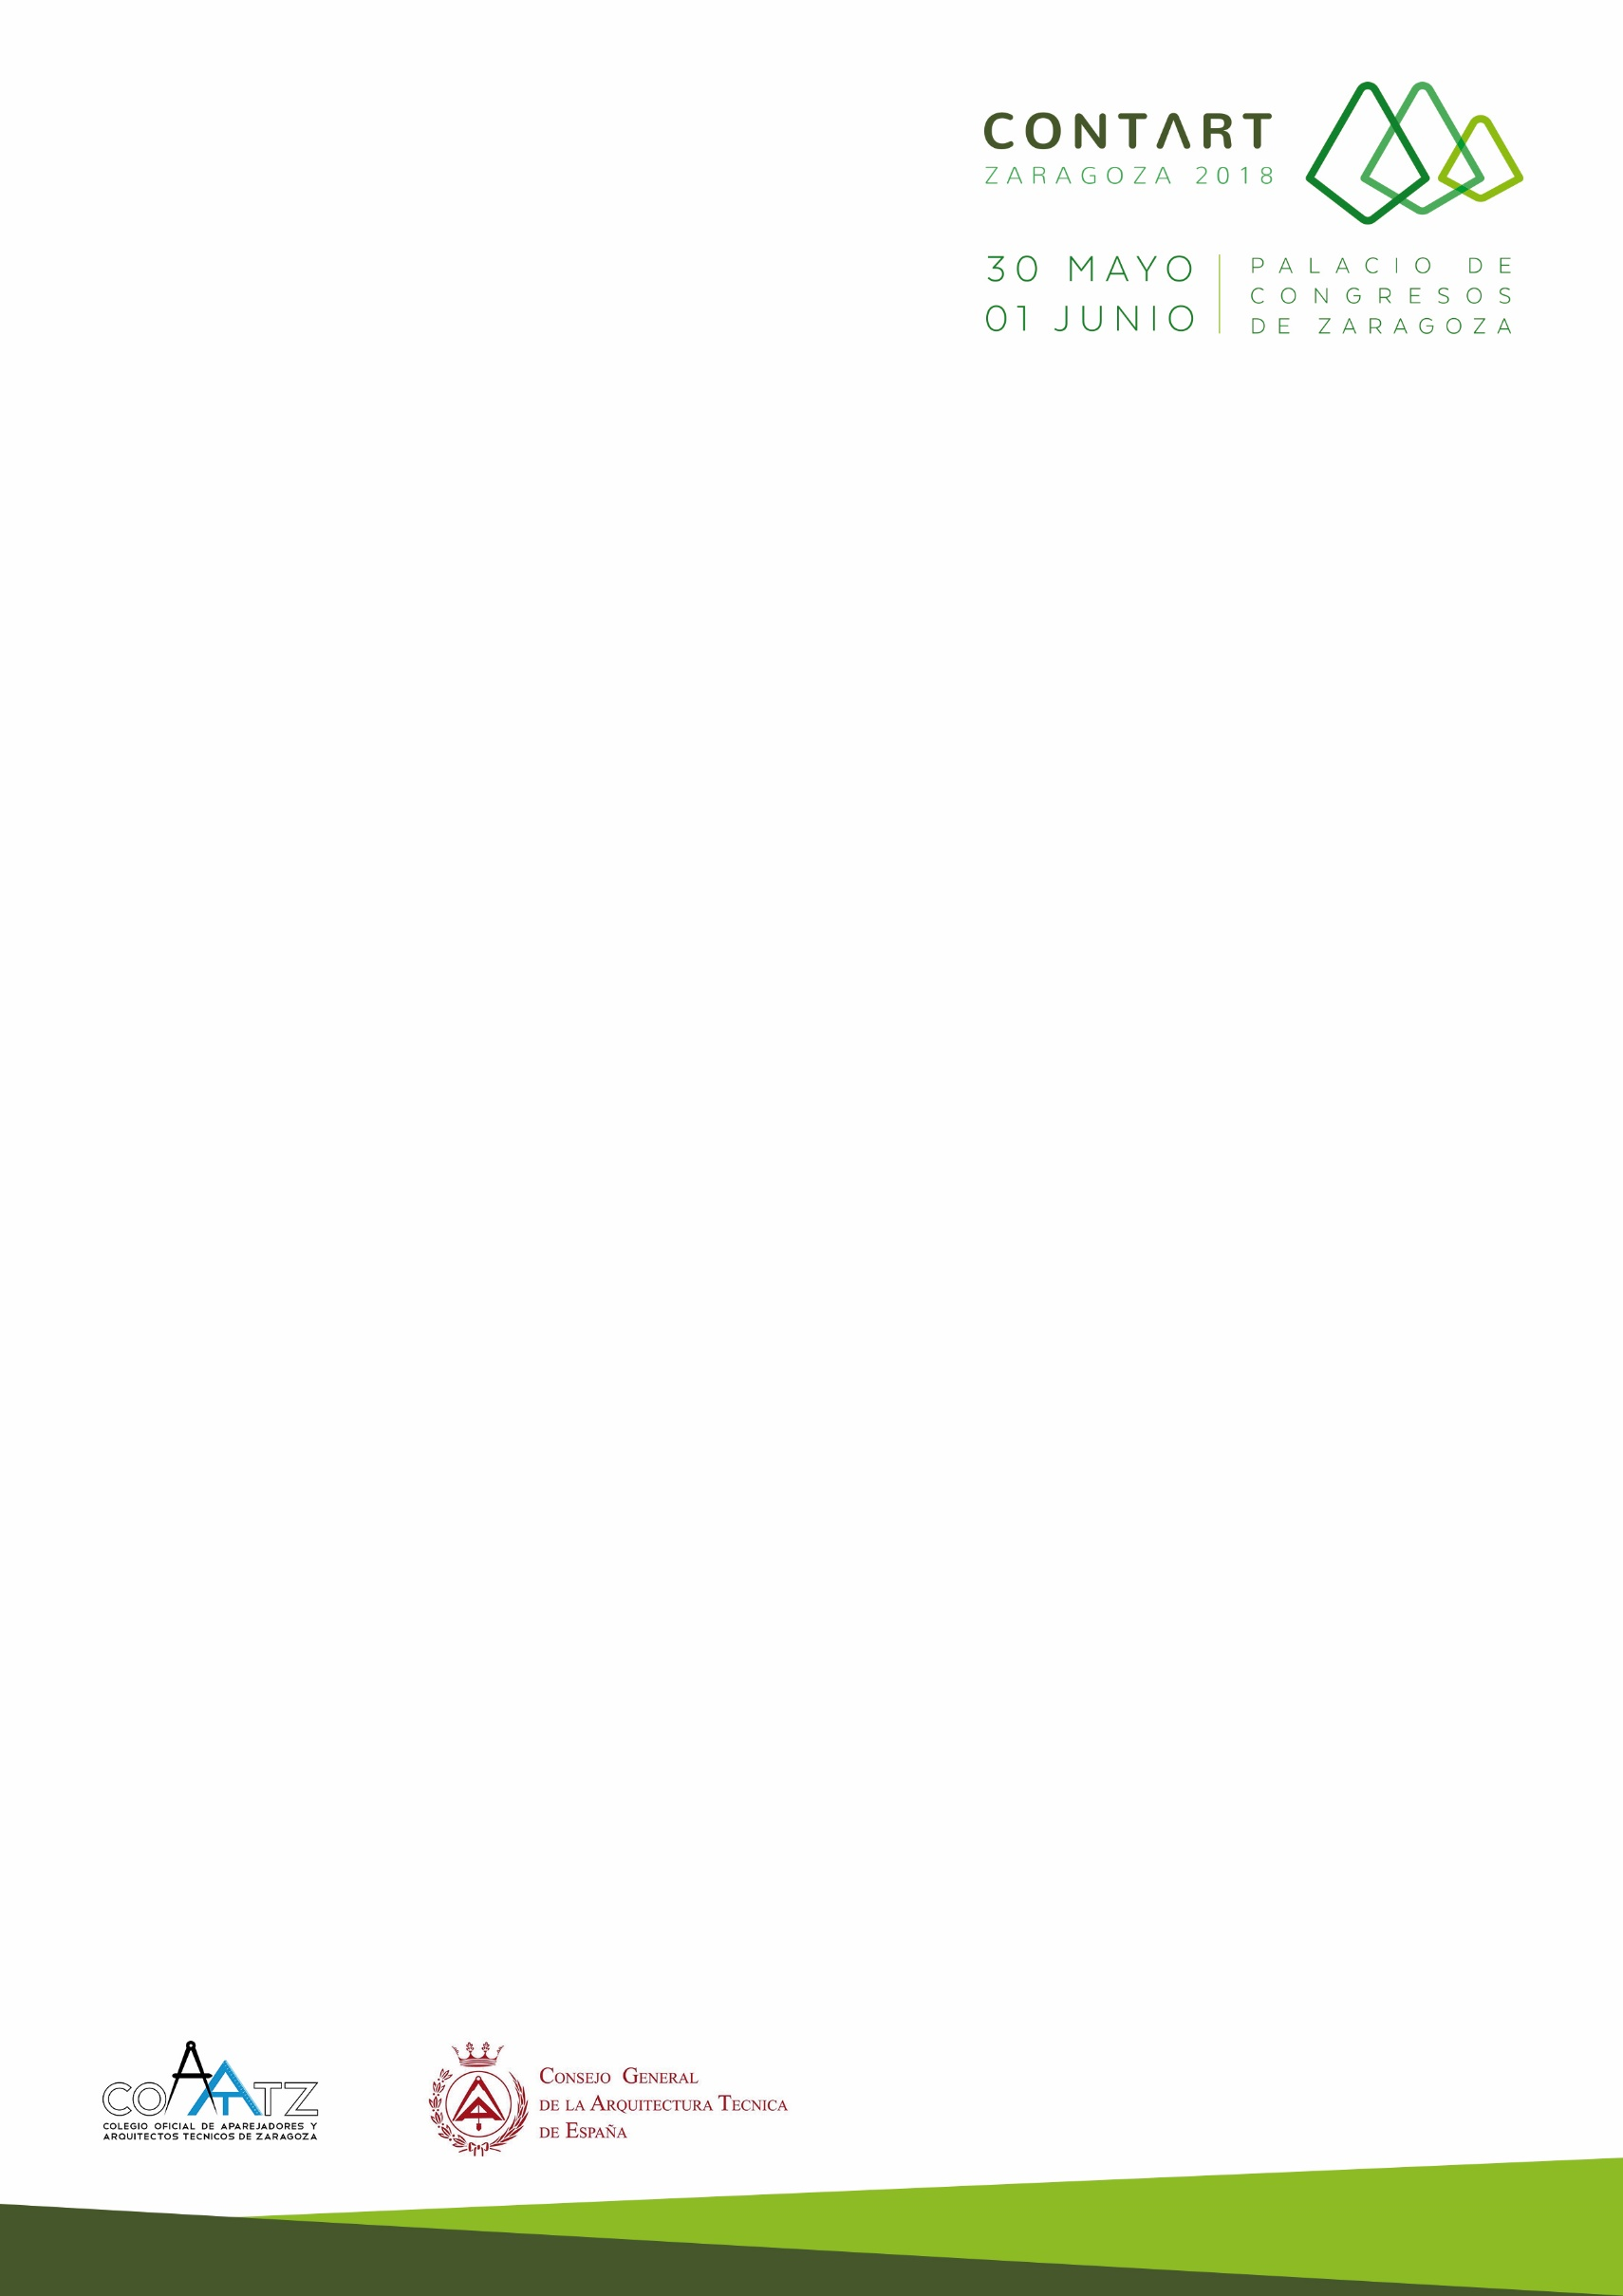 CONTART
ZARAGOZA 2018
30 MAYO
01 JUNIO
PALACIO DE
CONGRESOS
DE ZARAGOZA
COAATZ
COLEGIO OFICIAL DE APAREJADORES Y
ARQUITECTOS TECNICOS DE ZARAGOZA
CONSEJO GENERAL
DE LA ARQUITECTURA TECNICA
DE ESPAÑA